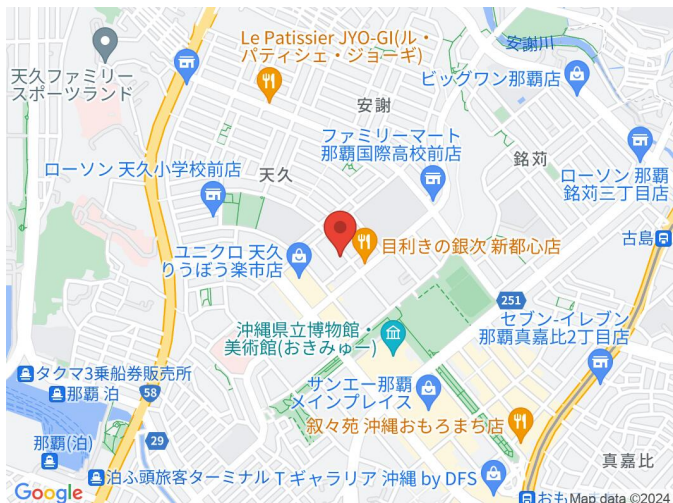 Le Patissier JYO-GI(ル・
パティシェ・ジョーギ)
安謝川
天久ファミリー
スポーツランド
ビッグワン那覇店
安謝
ファミリーマート
那覇国際高校前店
銘苅
ローソン 天久小学校前店
天久
ローソン 那覇
銘苅三丁目店
古島
ユニクロ 天久
りうぼう楽市店
目利きの銀次 新都心店
251
沖縄県立博物館・
美術館(おきみゅー)
セブン-イレブン
那覇真嘉比2丁目店
タクマ3乗船券販売所
那覇 泊
58
サンエー那覇
メインプレイス
叙々苑 沖縄おもろまち店
29
那覇(泊)
真嘉比
泊ふ頭旅客ターミナル
Tギャラリア 沖縄 by DFS
Google
おも
Map data ©2024